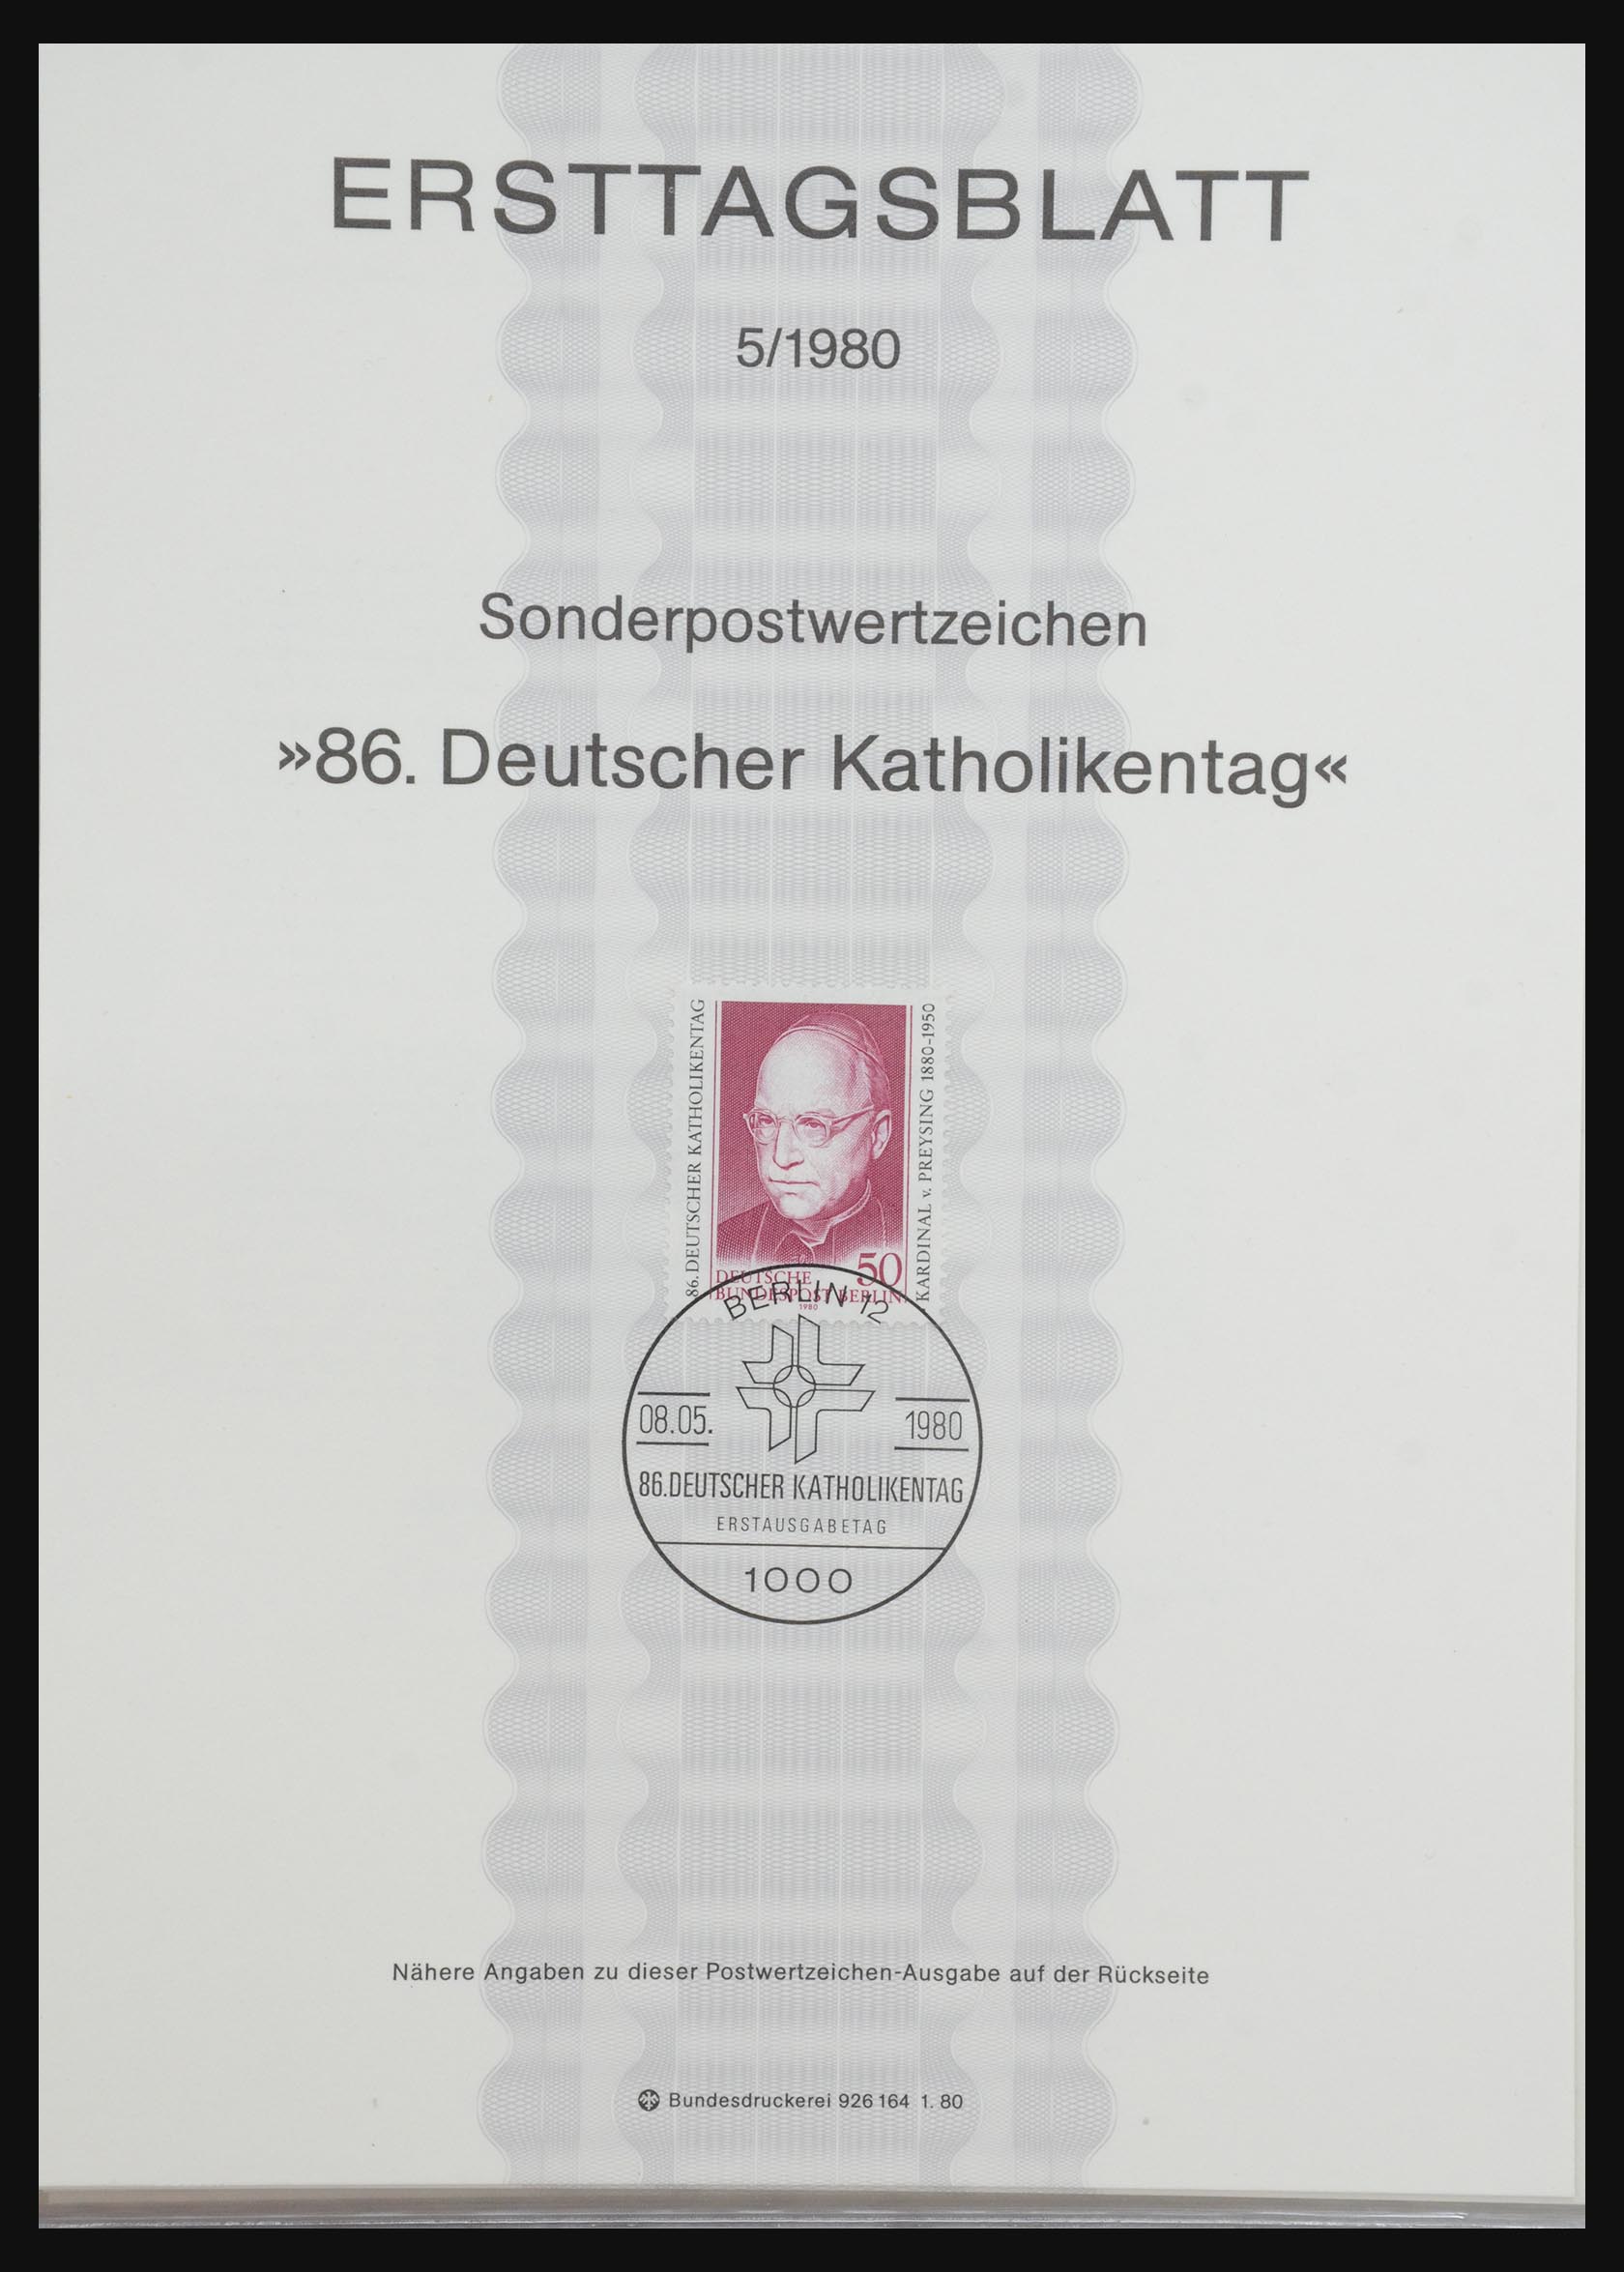 ERSTTAGSBLATT
5/1980
Sonderpostwertzeichen
»86. Deutscher Katholikentag«
86. DEUTSCHER KATHOLIKENTAG
KARDINAL v. PREYSING 1880-1950
50
DEUTSCHE
BUNDESPOST BERLIN
1980
BERLIN 12
08.05. 1980
86. DEUTSCHER KATHOLIKENTAG
ERSTAUSGABETAG
1000
Nähere Angaben zu dieser Postwertzeichen-Ausgabe auf der Rückseite
Bundesdruckerei 926 164 1. 80